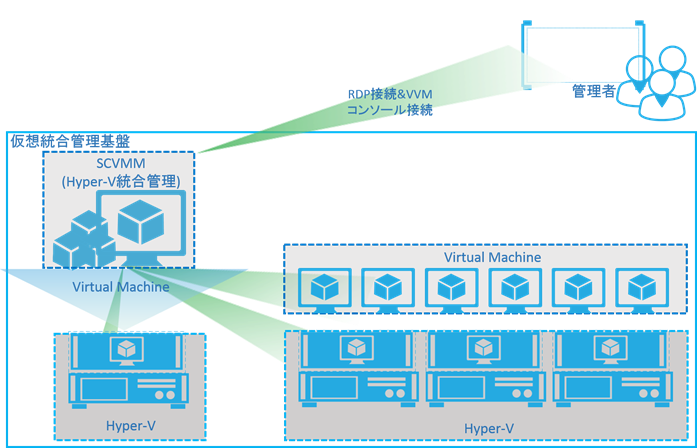 RDP接続&VVM
コンソール接続
管理者
仮想統合管理基盤
SCVMM
(Hyper-V統合管理)
Virtual Machine
Virtual Machine
Hyper-V
Hyper-V